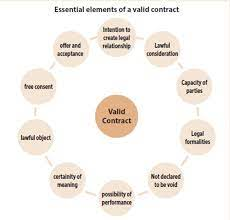 Essential elements of a valid contract
Intention to
create legal
relationship
Lawful
consideration
Capacity of
parties
Legal
formalities
Not declared
to be void
possibility of
performance
certainity of
meaning
lawful object
free consent
offer and
acceptance
Valid
Contract